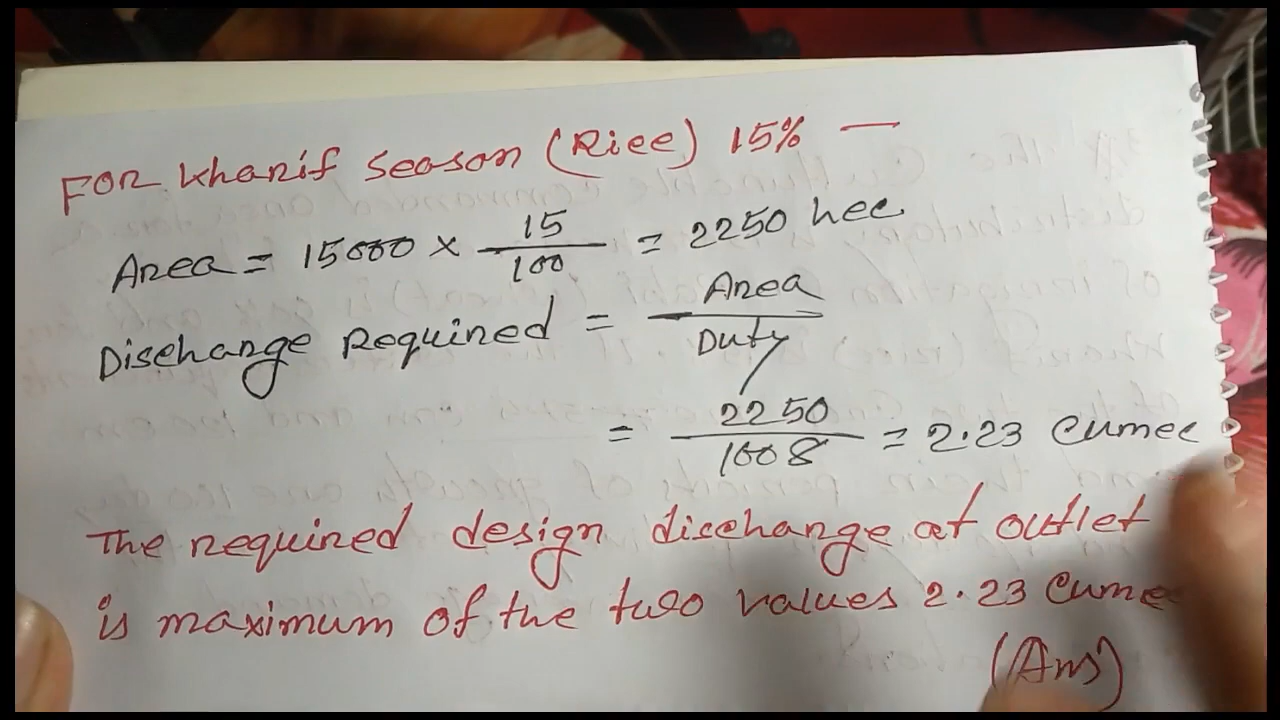 FOR Kharif Season (Rice) 15% —
Area = 15000 × 15/100 = 2250 hec
Discharge Required = Area/Duty
= 2250/1008 = 2.23 Cumec
The required design discharge at outlet
is maximum of the two values 2.23 Cume
(Ans)